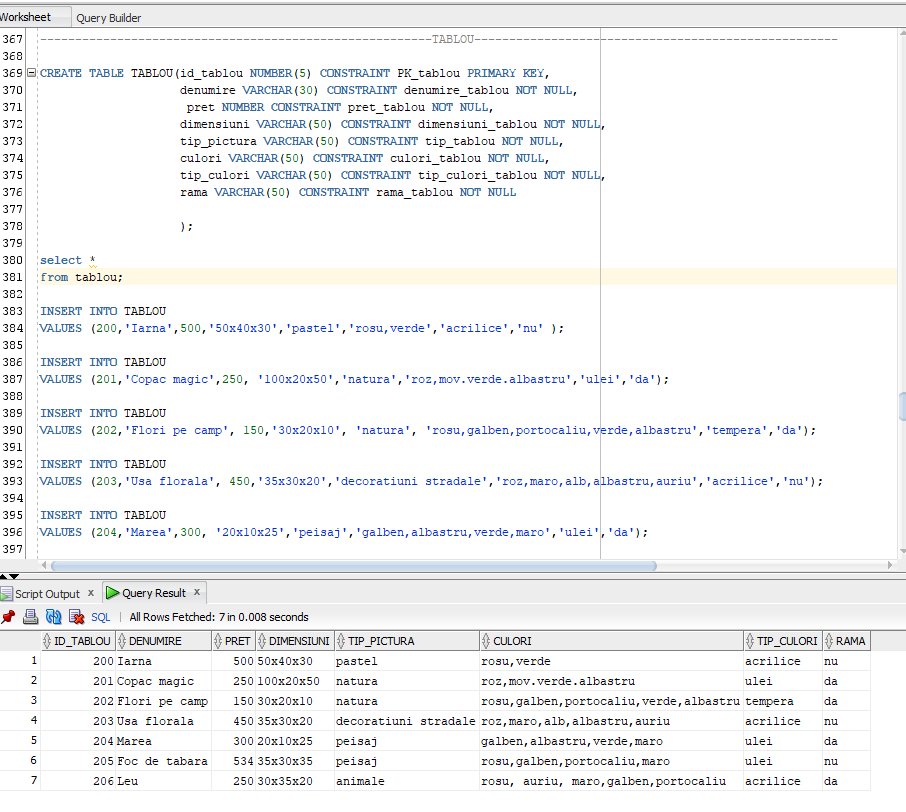 Worksheet Query Builder
367 --------------------------------------------------------TABLOU----------------------------------------------------
368
369 CREATE TABLE TABLOU(id_tablou NUMBER(5) CONSTRAINT PK_tablou PRIMARY KEY,
370 denumire VARCHAR(30) CONSTRAINT denumire_tablou NOT NULL,
371 pret NUMBER CONSTRAINT pret_tablou NOT NULL,
372 dimensiuni VARCHAR(50) CONSTRAINT dimensiuni_tablou NOT NULL,
373 tip_pictura VARCHAR(50) CONSTRAINT tip_tablou NOT NULL,
374 culori VARCHAR(50) CONSTRAINT culori_tablou NOT NULL,
375 tip_culori VARCHAR(50) CONSTRAINT tip_culori_tablou NOT NULL,
376 rama VARCHAR(50) CONSTRAINT rama_tablou NOT NULL
377
378 );
379
380 select *
381 from tablou;
382
383 INSERT INTO TABLOU
384 VALUES (200,'Iarna',500,'50x40x30','pastel','rosu,verde','acrilice','nu' );
385
386 INSERT INTO TABLOU
387 VALUES (201,'Copac magic',250, '100x20x50','natura','roz,mov.verde.albastru','ulei','da');
388
389 INSERT INTO TABLOU
390 VALUES (202,'Flori pe camp', 150,'30x20x10', 'natura', 'rosu,galben,portocaliu,verde,albastru','tempera','da');
391
392 INSERT INTO TABLOU
393 VALUES (203,'Usa florala', 450,'35x30x20','decoratiuni stradale','roz,maro,alb,albastru,auriu','acrilice','nu');
394
395 INSERT INTO TABLOU
396 VALUES (204,'Marea',300, '20x10x25','peisaj','galben,albastru,verde,maro','ulei','da');
397
Script Output x Query Result x
SQL | All Rows Fetched: 7 in 0.008 seconds
ID_TABLOU DENUMIRE PRET DIMENSIUNI TIP_PICTURA CULORI TIP_CULORI RAMA
1 200 Iarna 500 50x40x30 pastel rosu,verde acrilice nu
2 201 Copac magic 250 100x20x50 natura roz,mov.verde.albastru ulei da
3 202 Flori pe camp 150 30x20x10 natura rosu,galben,portocaliu,verde,albastru tempera da
4 203 Usa florala 450 35x30x20 decoratiuni stradale roz,maro,alb,albastru,auriu acrilice nu
5 204 Marea 300 20x10x25 peisaj galben,albastru,verde,maro ulei da
6 205 Foc de tabara 534 35x30x35 peisaj rosu,galben,portocaliu,maro ulei nu
7 206 Leu 250 30x35x20 animale rosu, auriu, maro,galben,portocaliu acrilice da